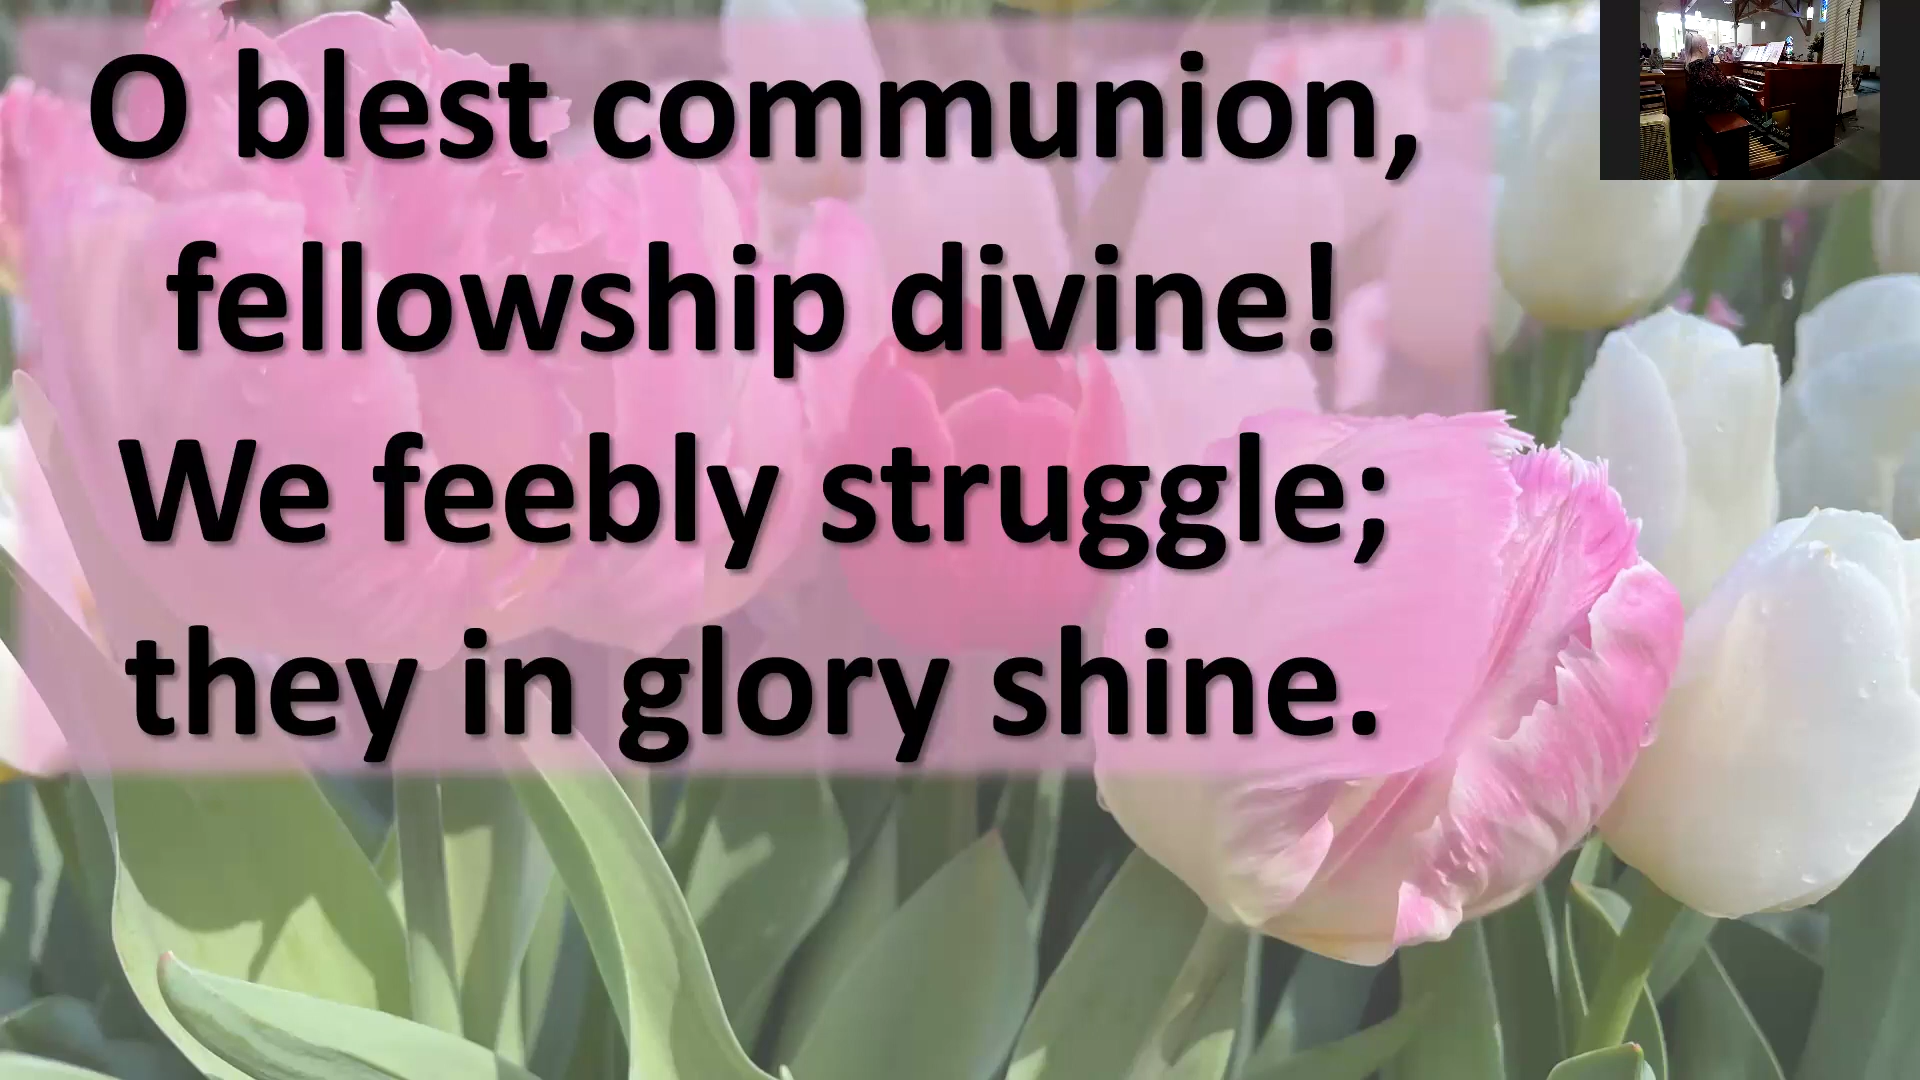 O blest communion,
fellowship divine!
We feebly struggle;
they in glory shine.